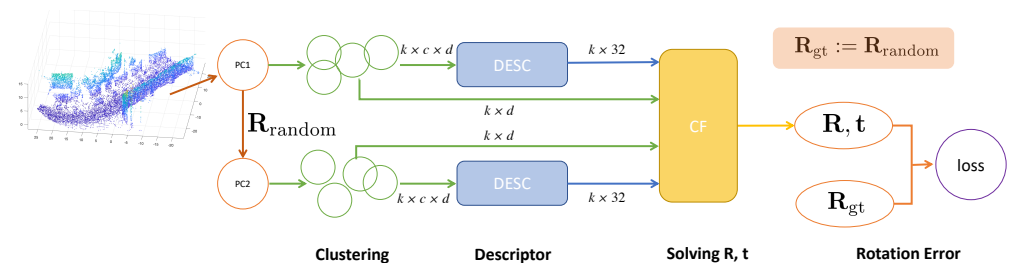 R_gt := R_random
PC1
k × c × d
DESC
k × 32
k × d
R_random
CF
R, t
loss
k × d
PC2
k × c × d
DESC
k × 32
R_gt
Clustering
Descriptor
Solving R, t
Rotation Error